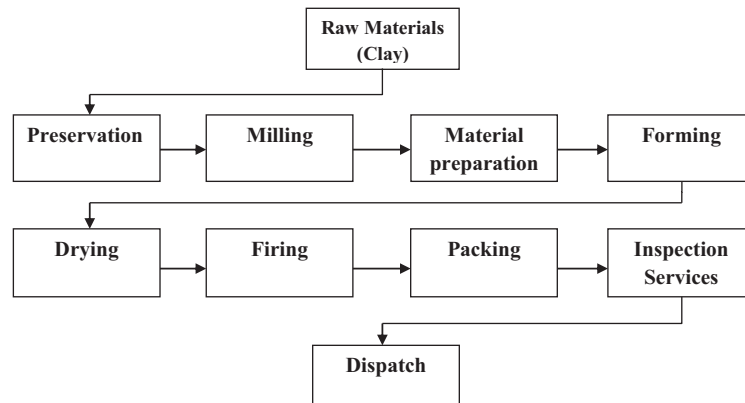 Raw Materials
(Clay)
Preservation
Milling
Material
preparation
Forming
Drying
Firing
Packing
Inspection
Services
Dispatch